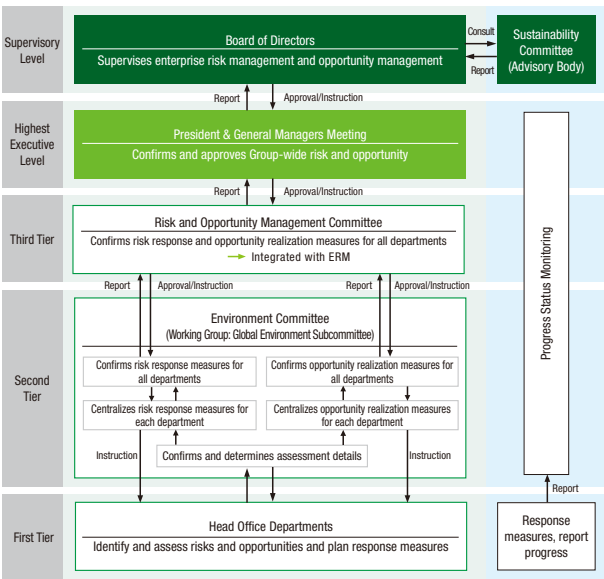 Supervisory
Level
Board of Directors
Supervises enterprise risk management and opportunity management
Consult
Report
Sustainability
Committee
(Advisory Body)
Report
Approval/Instruction
Highest
Executive
Level
President & General Managers Meeting
Confirms and approves Group-wide risk and opportunity
Report
Approval/Instruction
Third Tier
Risk and Opportunity Management Committee
Confirms risk response and opportunity realization measures for all departments
Integrated with ERM
Report
Approval/Instruction
Report
Approval/Instruction
Second
Tier
Environment Committee
(Working Group: Global Environment Subcommittee)
Confirms risk response measures for
all departments
Confirms opportunity realization measures for
all departments
Centralizes risk response measures for
each department
Centralizes opportunity realization measures
for each department
Instruction
Confirms and determines assessment details
Instruction
Progress Status Monitoring
Report
First Tier
Head Office Departments
Identify and assess risks and opportunities and plan response measures
Response
measures, report
progress